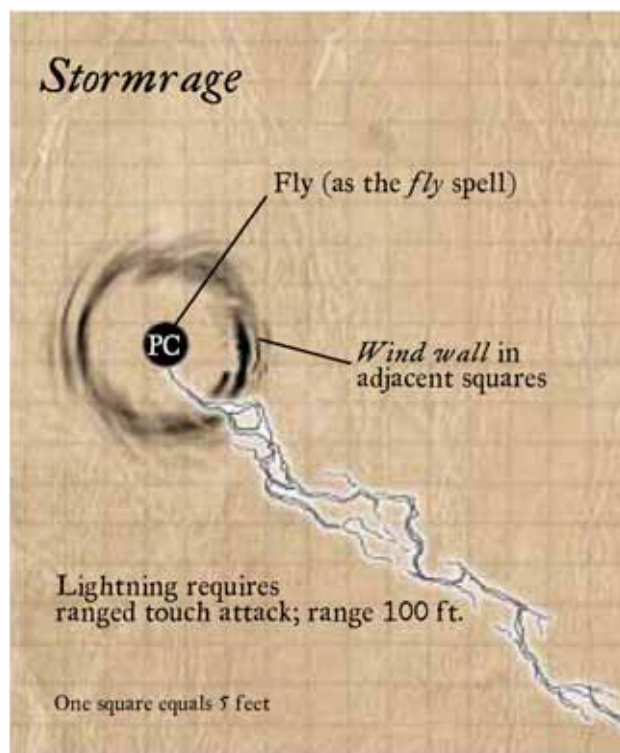 Stormrage
Fly (as the fly spell)
PC
Wind wall in
adjacent squares
Lightning requires
ranged touch attack; range 100 ft.
One square equals 5 feet